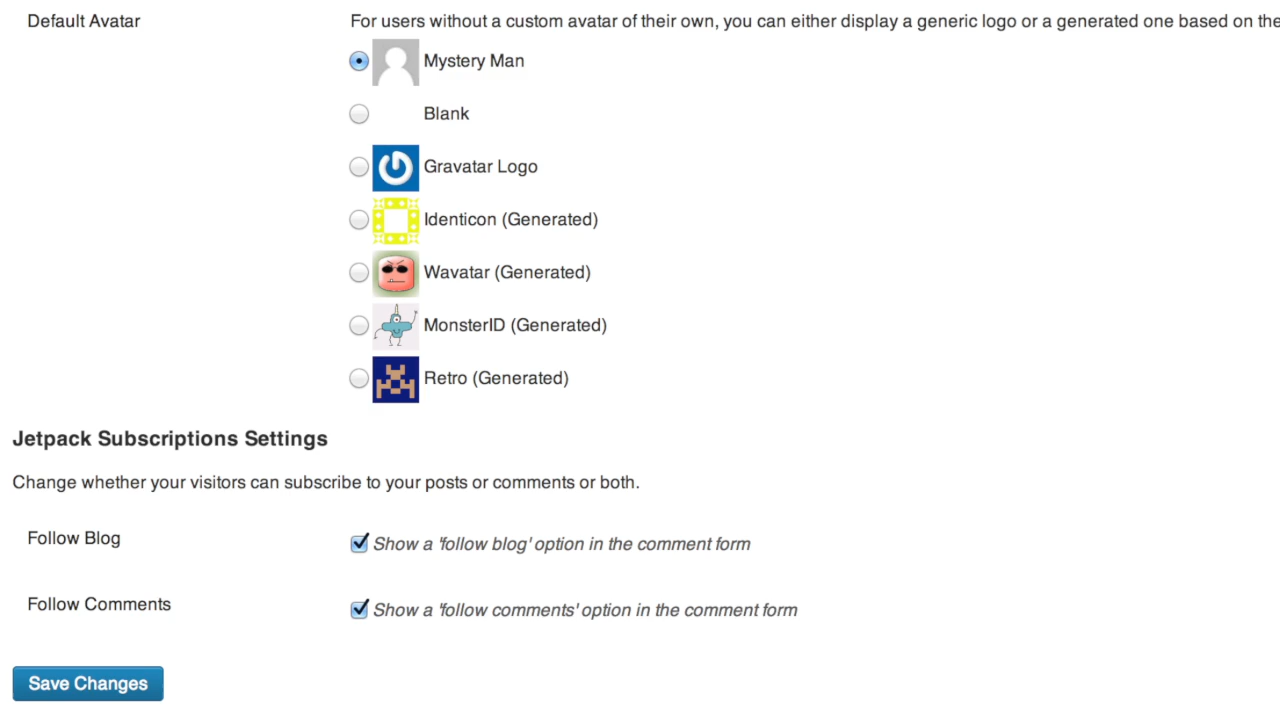 Default Avatar
For users without a custom avatar of their own, you can either display a generic logo or a generated one based on the
Mystery Man
Blank
Gravatar Logo
Identicon (Generated)
Wavatar (Generated)
MonsterID (Generated)
Retro (Generated)
Jetpack Subscriptions Settings
Change whether your visitors can subscribe to your posts or comments or both.
Follow Blog
Show a 'follow blog' option in the comment form
Follow Comments
Show a 'follow comments' option in the comment form
Save Changes